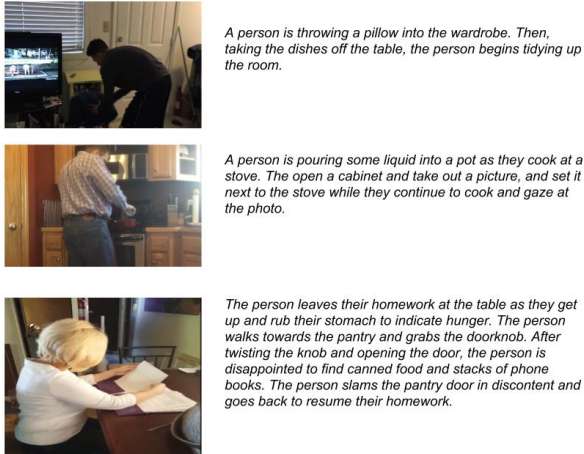 A person is throwing a pillow into the wardrobe. Then,
taking the dishes off the table, the person begins tidying up
the room.
A person is pouring some liquid into a pot as they cook at a
stove. The open a cabinet and take out a picture, and set it
next to the stove while they continue to cook and gaze at
the photo.
The person leaves their homework at the table as they get
up and rub their stomach to indicate hunger. The person
walks towards the pantry and grabs the doorknob. After
twisting the knob and opening the door, the person is
disappointed to find canned food and stacks of phone
books. The person slams the pantry door in discontent and
goes back to resume their homework.